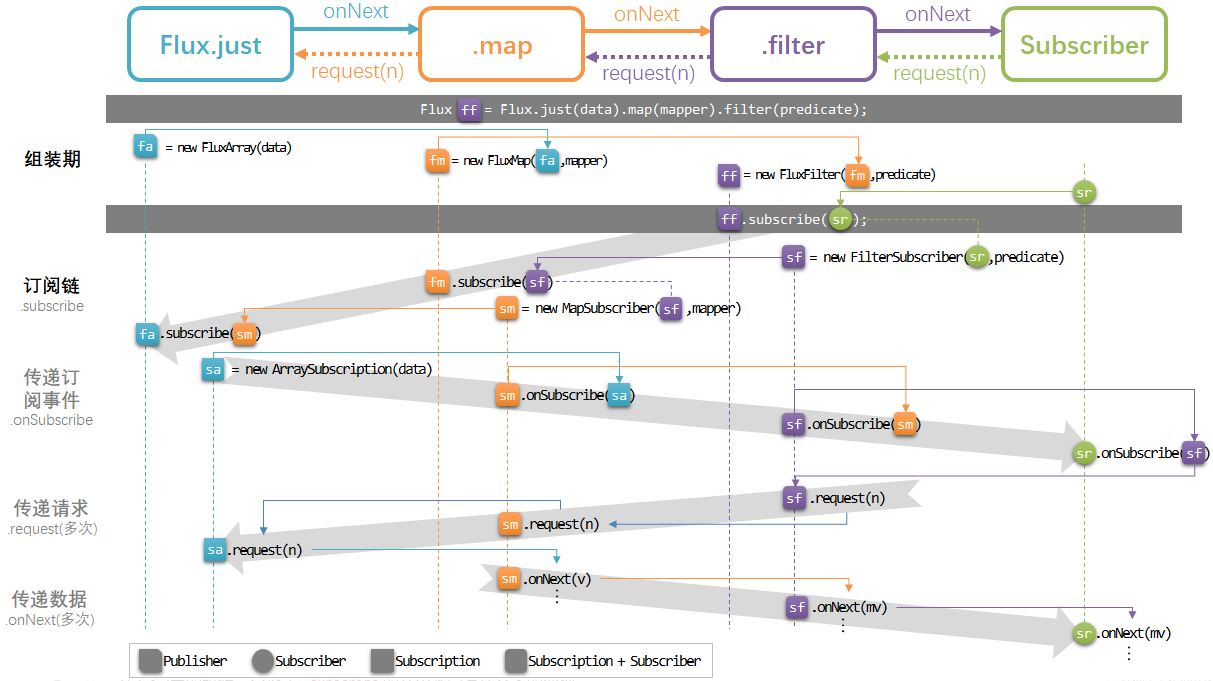 onNext
onNext
onNext
Flux.just
.map
.filter
Subscriber
request(n)
request(n)
request(n)
Flux ff = Flux.just(data).map(mapper).filter(predicate);
组装期
fa = new FluxArray(data)
fm = new FluxMap(fa,mapper)
ff = new FluxFilter(fm,predicate)
sr
ff.subscribe(sr);
订阅链
.subscribe
sf = new FilterSubscriber(sr,predicate)
fm.subscribe(sf)
sm = new MapSubscriber(sf,mapper)
fa.subscribe(sm)
传递订
阅事件
.onSubscribe
sa = new ArraySubscription(data)
sm.onSubscribe(sa)
sf.onSubscribe(sm)
sr.onSubscribe(sf)
传递请求
.request(多次)
sf.request(n)
sm.request(n)
sa.request(n)
传递数据
.onNext(多次)
sm.onNext(v)
⋮
sf.onNext(mv)
⋮
sr.onNext(mv)
⋮
Publisher
Subscriber
Subscription
Subscription + Subscriber